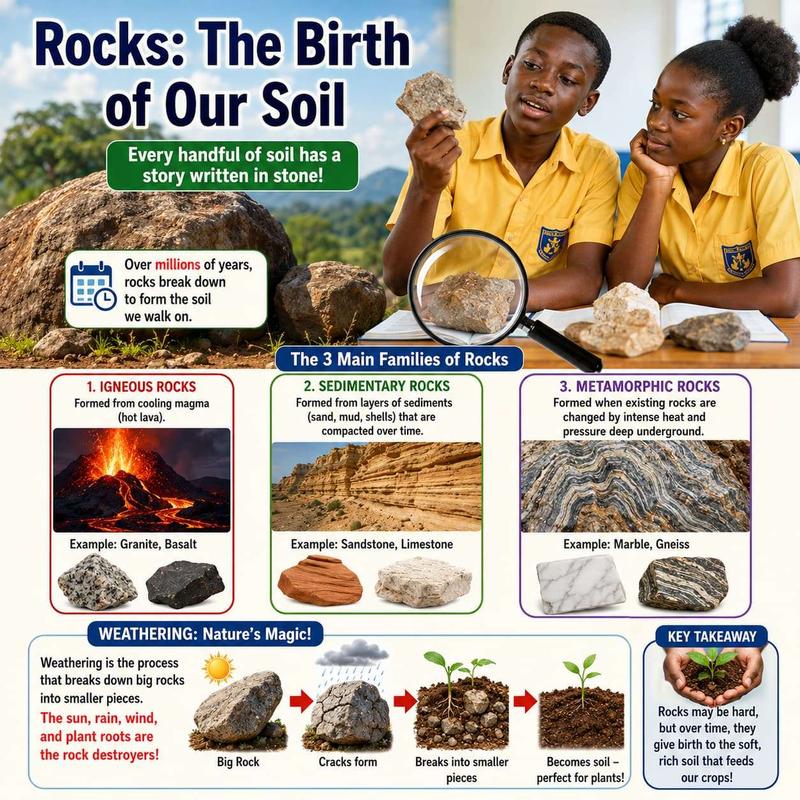 Rocks: The Birth
of Our Soil
Every handful of soil has a
story written in stone!
Over millions of years,
rocks break down
to form the soil
we walk on.
The 3 Main Families of Rocks
1. IGNEOUS ROCKS
Formed from cooling magma
(hot lava).
Example: Granite, Basalt
2. SEDIMENTARY ROCKS
Formed from layers of sediments
(sand, mud, shells) that are
compacted over time.
Example: Sandstone, Limestone
3. METAMORPHIC ROCKS
Formed when existing rocks are
changed by intense heat and
pressure deep underground.
Example: Marble, Gneiss
WEATHERING: Nature's Magic!
Weathering is the process
that breaks down big rocks
into smaller pieces.
The sun, rain, wind,
and plant roots are
the rock destroyers!
Big Rock
Cracks form
Breaks into smaller
pieces
Becomes soil –
perfect for plants!
KEY TAKEAWAY
Rocks may be hard,
but over time, they
give birth to the soft,
rich soil that feeds
our crops!